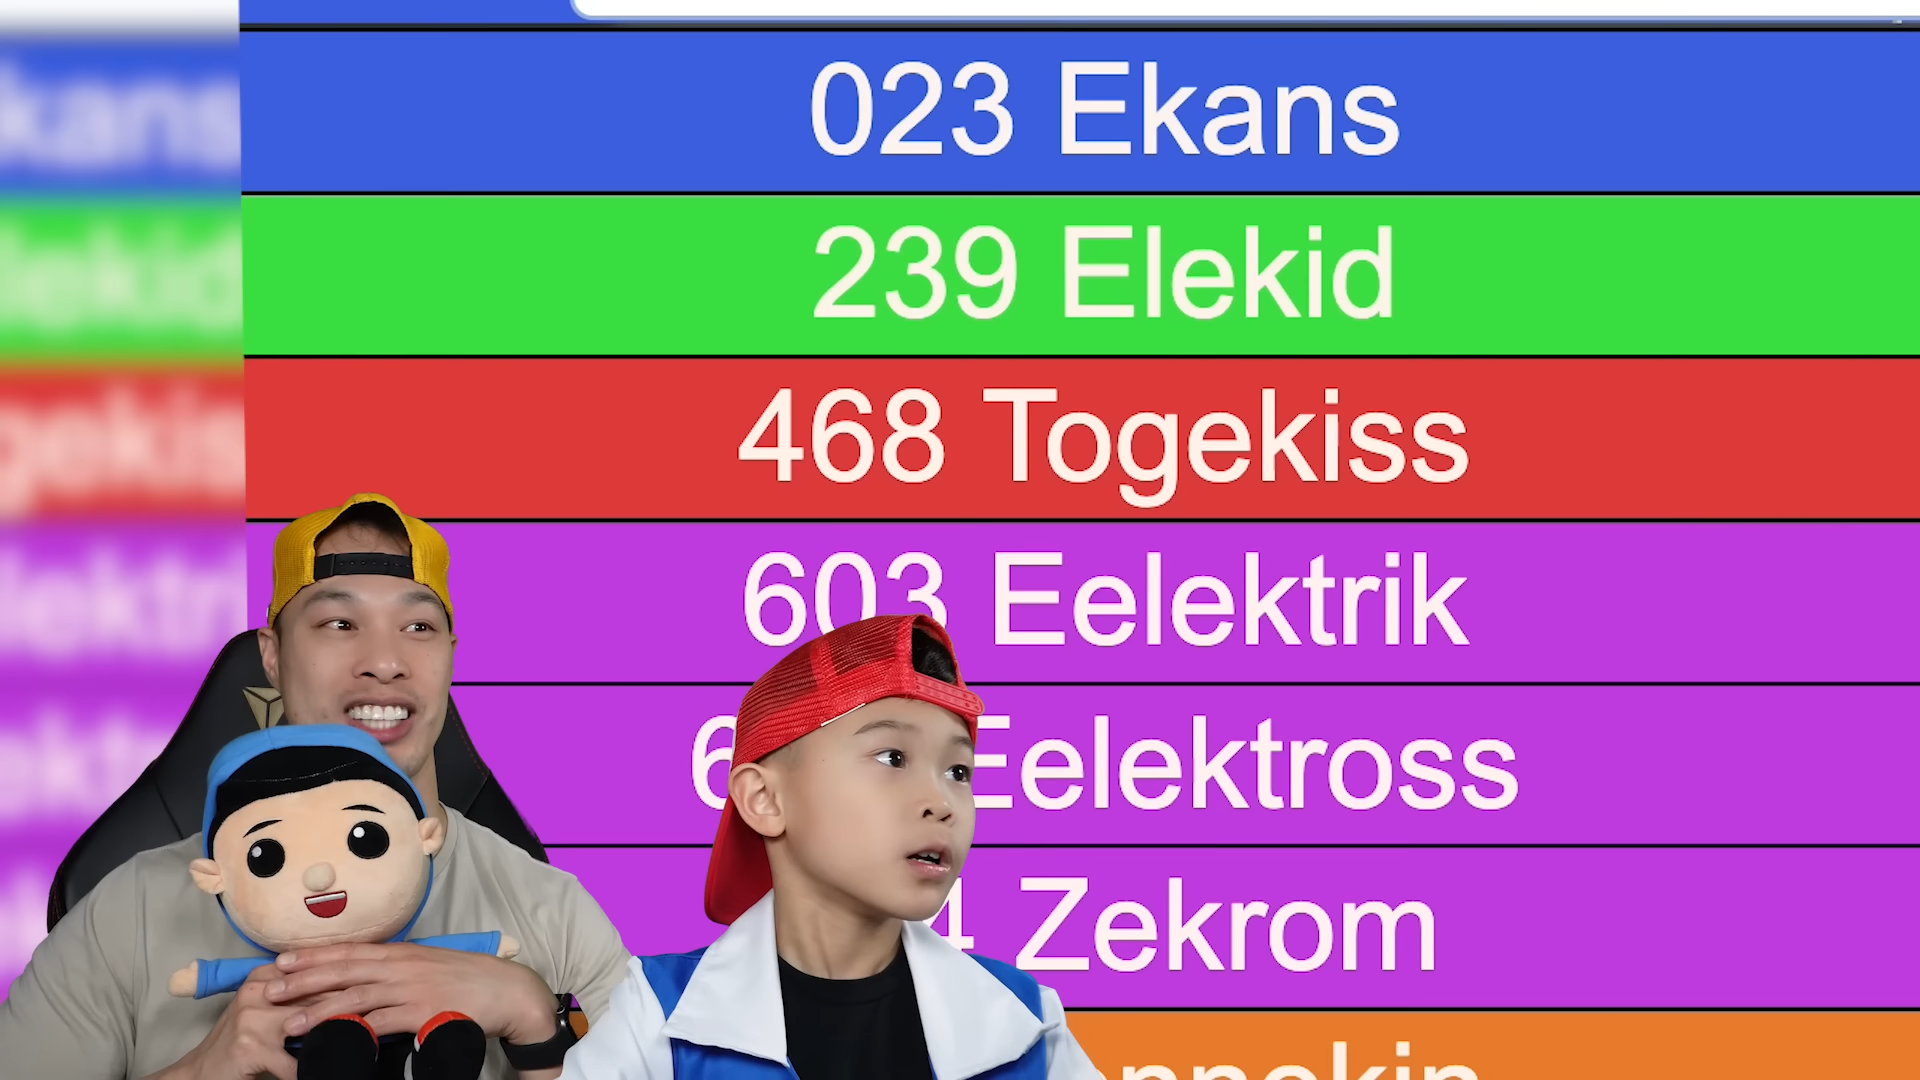 023 Ekans
239 Elekid
468 Togekiss
603 Eelektrik
Eelektross
Zekrom